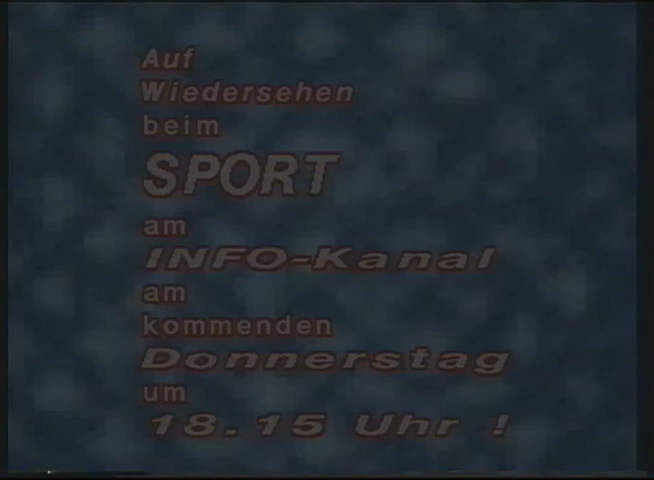 Auf
Wiedersehen
beim
SPORT
am
INFO-Kanal
am
kommenden
Donnerstag
um
18.15 Uhr !